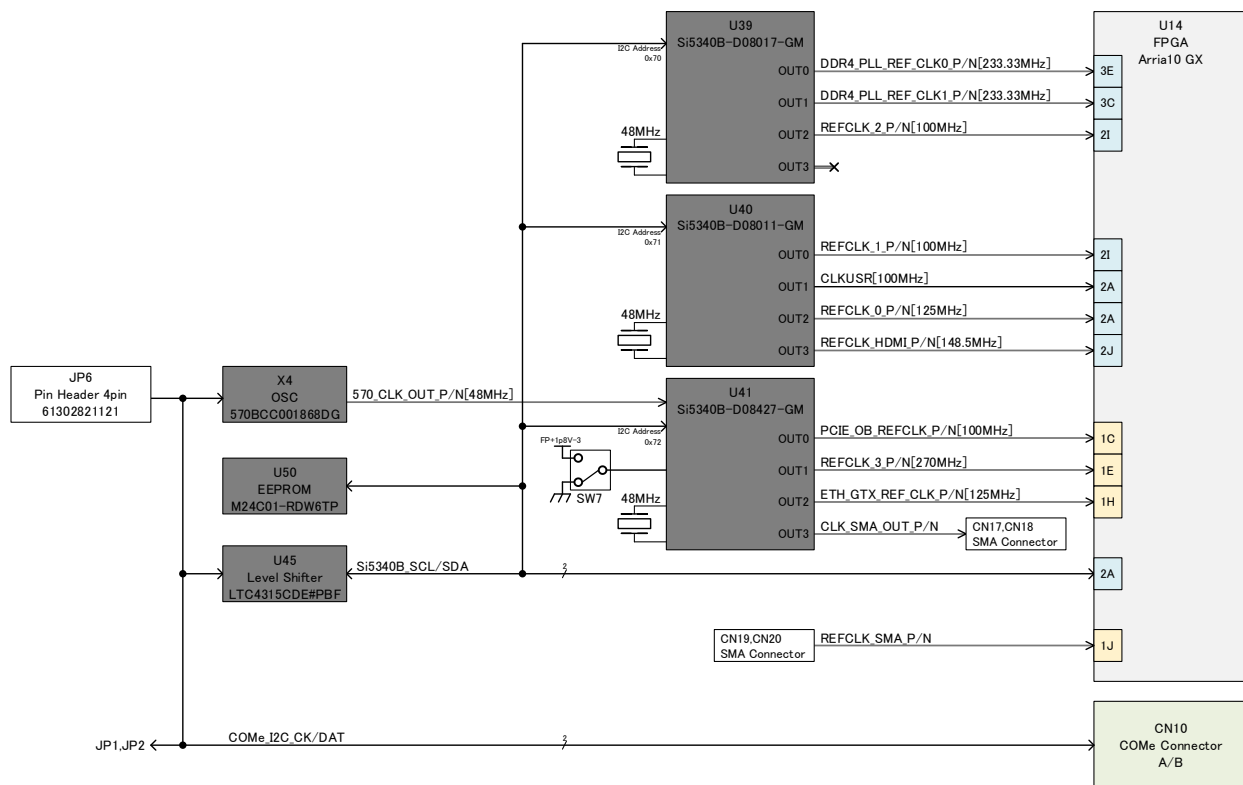 U39
Si5340B-D08017-GM
I2C Address
0x70
OUT0
DDR4_PLL_REF_CLK0_P/N[233.33MHz]
3E
OUT1
DDR4_PLL_REF_CLK1_P/N[233.33MHz]
3C
48MHz
OUT2
REFCLK_2_P/N[100MHz]
2I
OUT3
U14
FPGA
Arria10 GX
U40
Si5340B-D08011-GM
I2C Address
0x71
OUT0
REFCLK_1_P/N[100MHz]
2I
OUT1
CLKUSR[100MHz]
2A
48MHz
OUT2
REFCLK_0_P/N[125MHz]
2A
OUT3
REFCLK_HDMI_P/N[148.5MHz]
2J
JP6
Pin Header 4pin
61302821121
X4
OSC
570BCC001868DG
570_CLK_OUT_P/N[48MHz]
U41
Si5340B-D08427-GM
I2C Address
0x72
OUT0
PCIE_OB_REFCLK_P/N[100MHz]
1C
FP+1p8V-3
SW7
OUT1
REFCLK_3_P/N[270MHz]
1E
48MHz
OUT2
ETH_GTX_REF_CLK_P/N[125MHz]
1H
OUT3
CLK_SMA_OUT_P/N
CN17,CN18
SMA Connector
U50
EEPROM
M24C01-RDW6TP
U45
Level Shifter
LTC4315CDE#PBF
Si5340B_SCL/SDA
2
2A
CN19,CN20
SMA Connector
REFCLK_SMA_P/N
1J
JP1,JP2
COMe_I2C_CK/DAT
2
CN10
COMe Connector
A/B